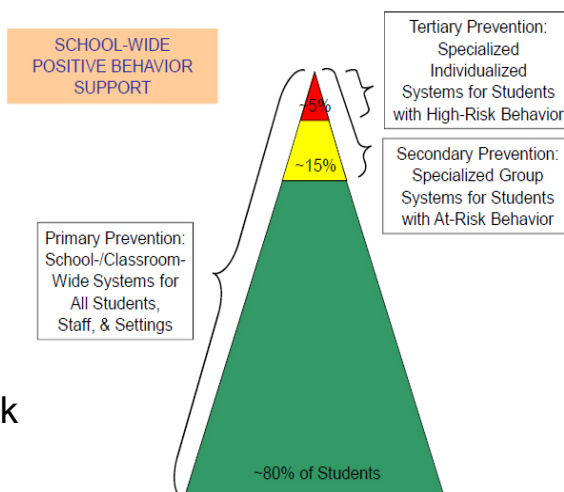 SCHOOL-WIDE
POSITIVE BEHAVIOR
SUPPORT
Tertiary Prevention:
Specialized
Individualized
Systems for Students
with High-Risk Behavior
~5%
Secondary Prevention:
Specialized Group
Systems for Students
with At-Risk Behavior
~15%
Primary Prevention:
School-/Classroom-
Wide Systems for
All Students,
Staff, & Settings
k
~80% of Students